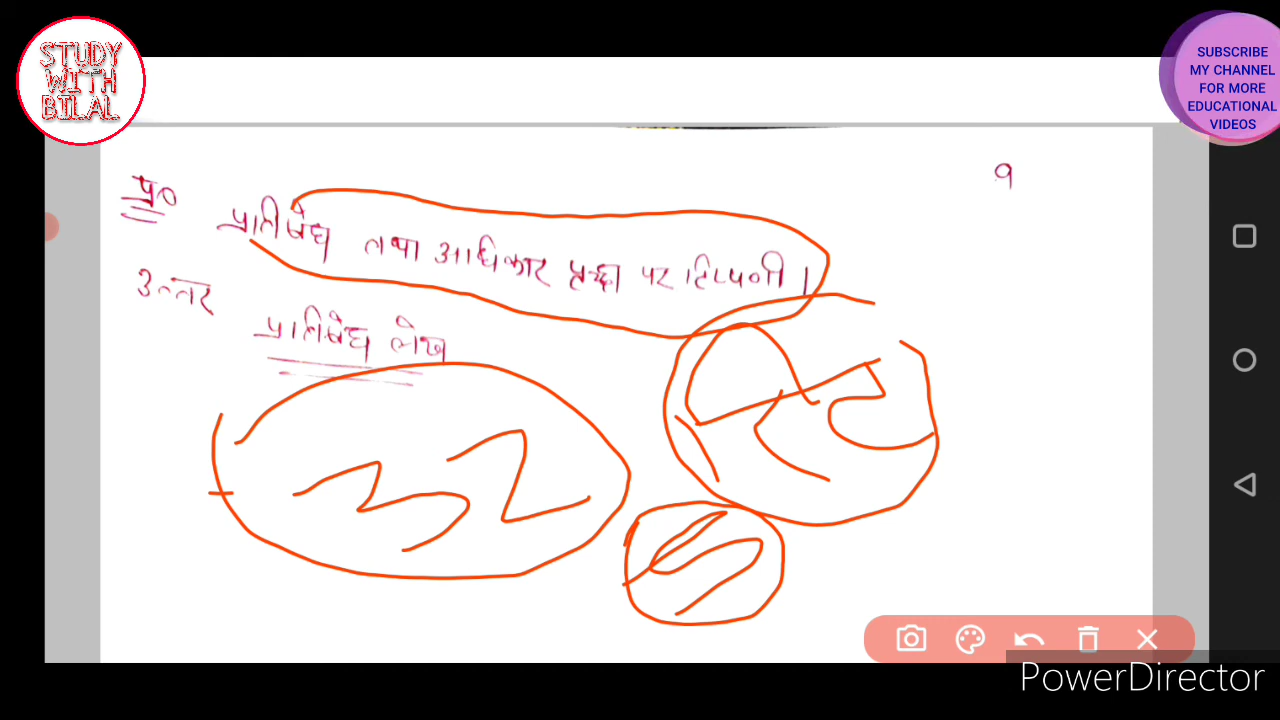 STUDY
WITH
BILAL
SUBSCRIBE
MY CHANNEL
FOR MORE
EDUCATIONAL
VIDEOS
१
प्र०
प्रतिषेध तथा अधिकार पृच्छा पर टिप्पणी ।
उत्तर
प्रतिषेध लेख
PowerDirector